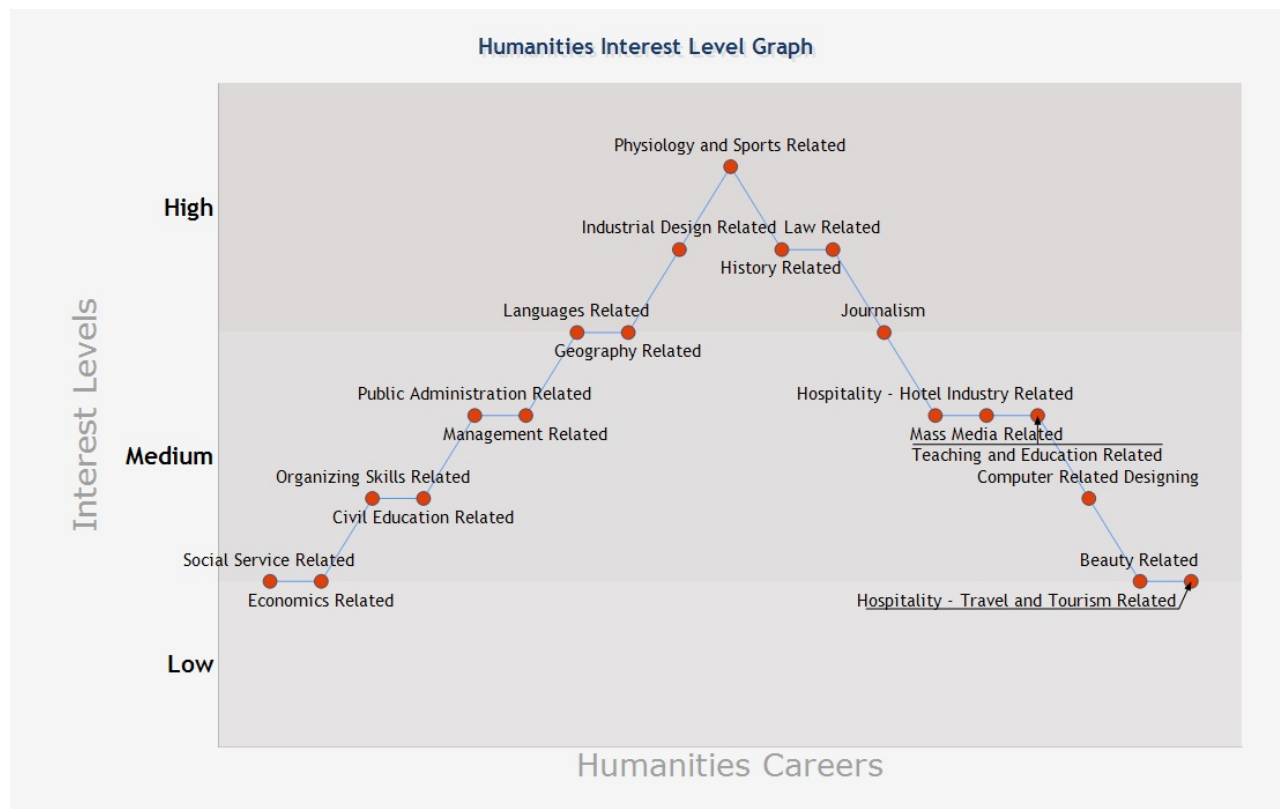 Humanities Interest Level Graph
Physiology and Sports Related
High
Industrial Design Related
Law Related
History Related
Languages Related
Journalism
Geography Related
Public Administration Related
Hospitality - Hotel Industry Related
Management Related
Mass Media Related
Medium
Teaching and Education Related
Organizing Skills Related
Computer Related Designing
Civil Education Related
Social Service Related
Beauty Related
Economics Related
Hospitality - Travel and Tourism Related
Low
Interest Levels
Humanities Careers